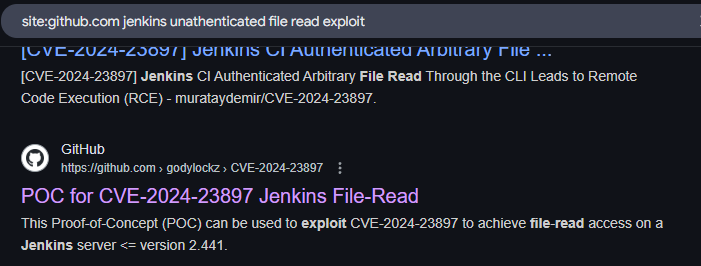 site:github.com jenkins unathenticated file read exploit
[CVE-2024-23897] Jenkins CI Authenticated Arbitrary File ...
[CVE-2024-23897] Jenkins CI Authenticated Arbitrary File Read Through the CLI Leads to Remote
Code Execution (RCE) - murataydemir/CVE-2024-23897.
GitHub
https://github.com › godylockz › CVE-2024-23897
POC for CVE-2024-23897 Jenkins File-Read
This Proof-of-Concept (POC) can be used to exploit CVE-2024-23897 to achieve file-read access on a
Jenkins server <= version 2.441.